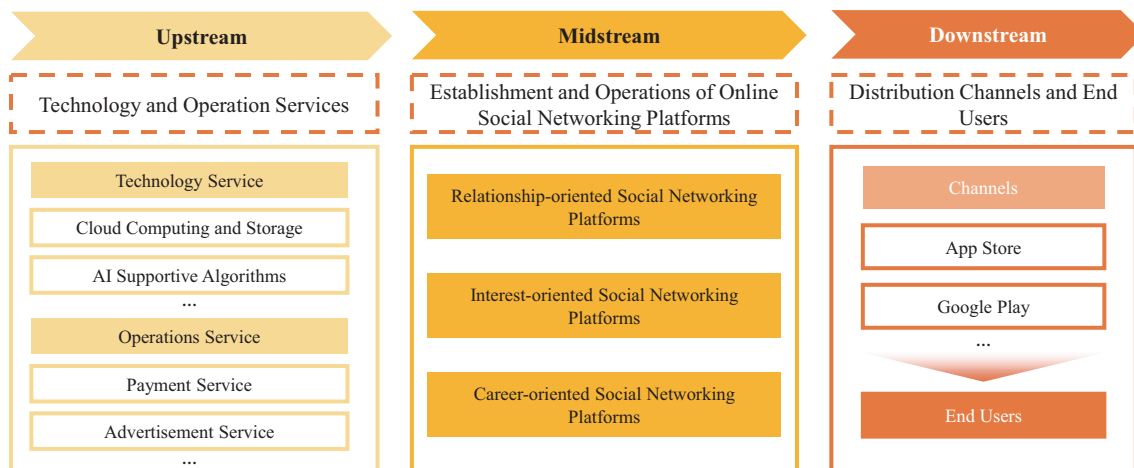 Upstream
Technology and Operation Services
Technology Service
Cloud Computing and Storage
AI Supportive Algorithms
...
Operations Service
Payment Service
Advertisement Service
...
Midstream
Establishment and Operations of Online
Social Networking Platforms
Relationship-oriented Social Networking
Platforms
Interest-oriented Social Networking
Platforms
Career-oriented Social Networking
Platforms
Downstream
Distribution Channels and End
Users
Channels
App Store
Google Play
...
End Users